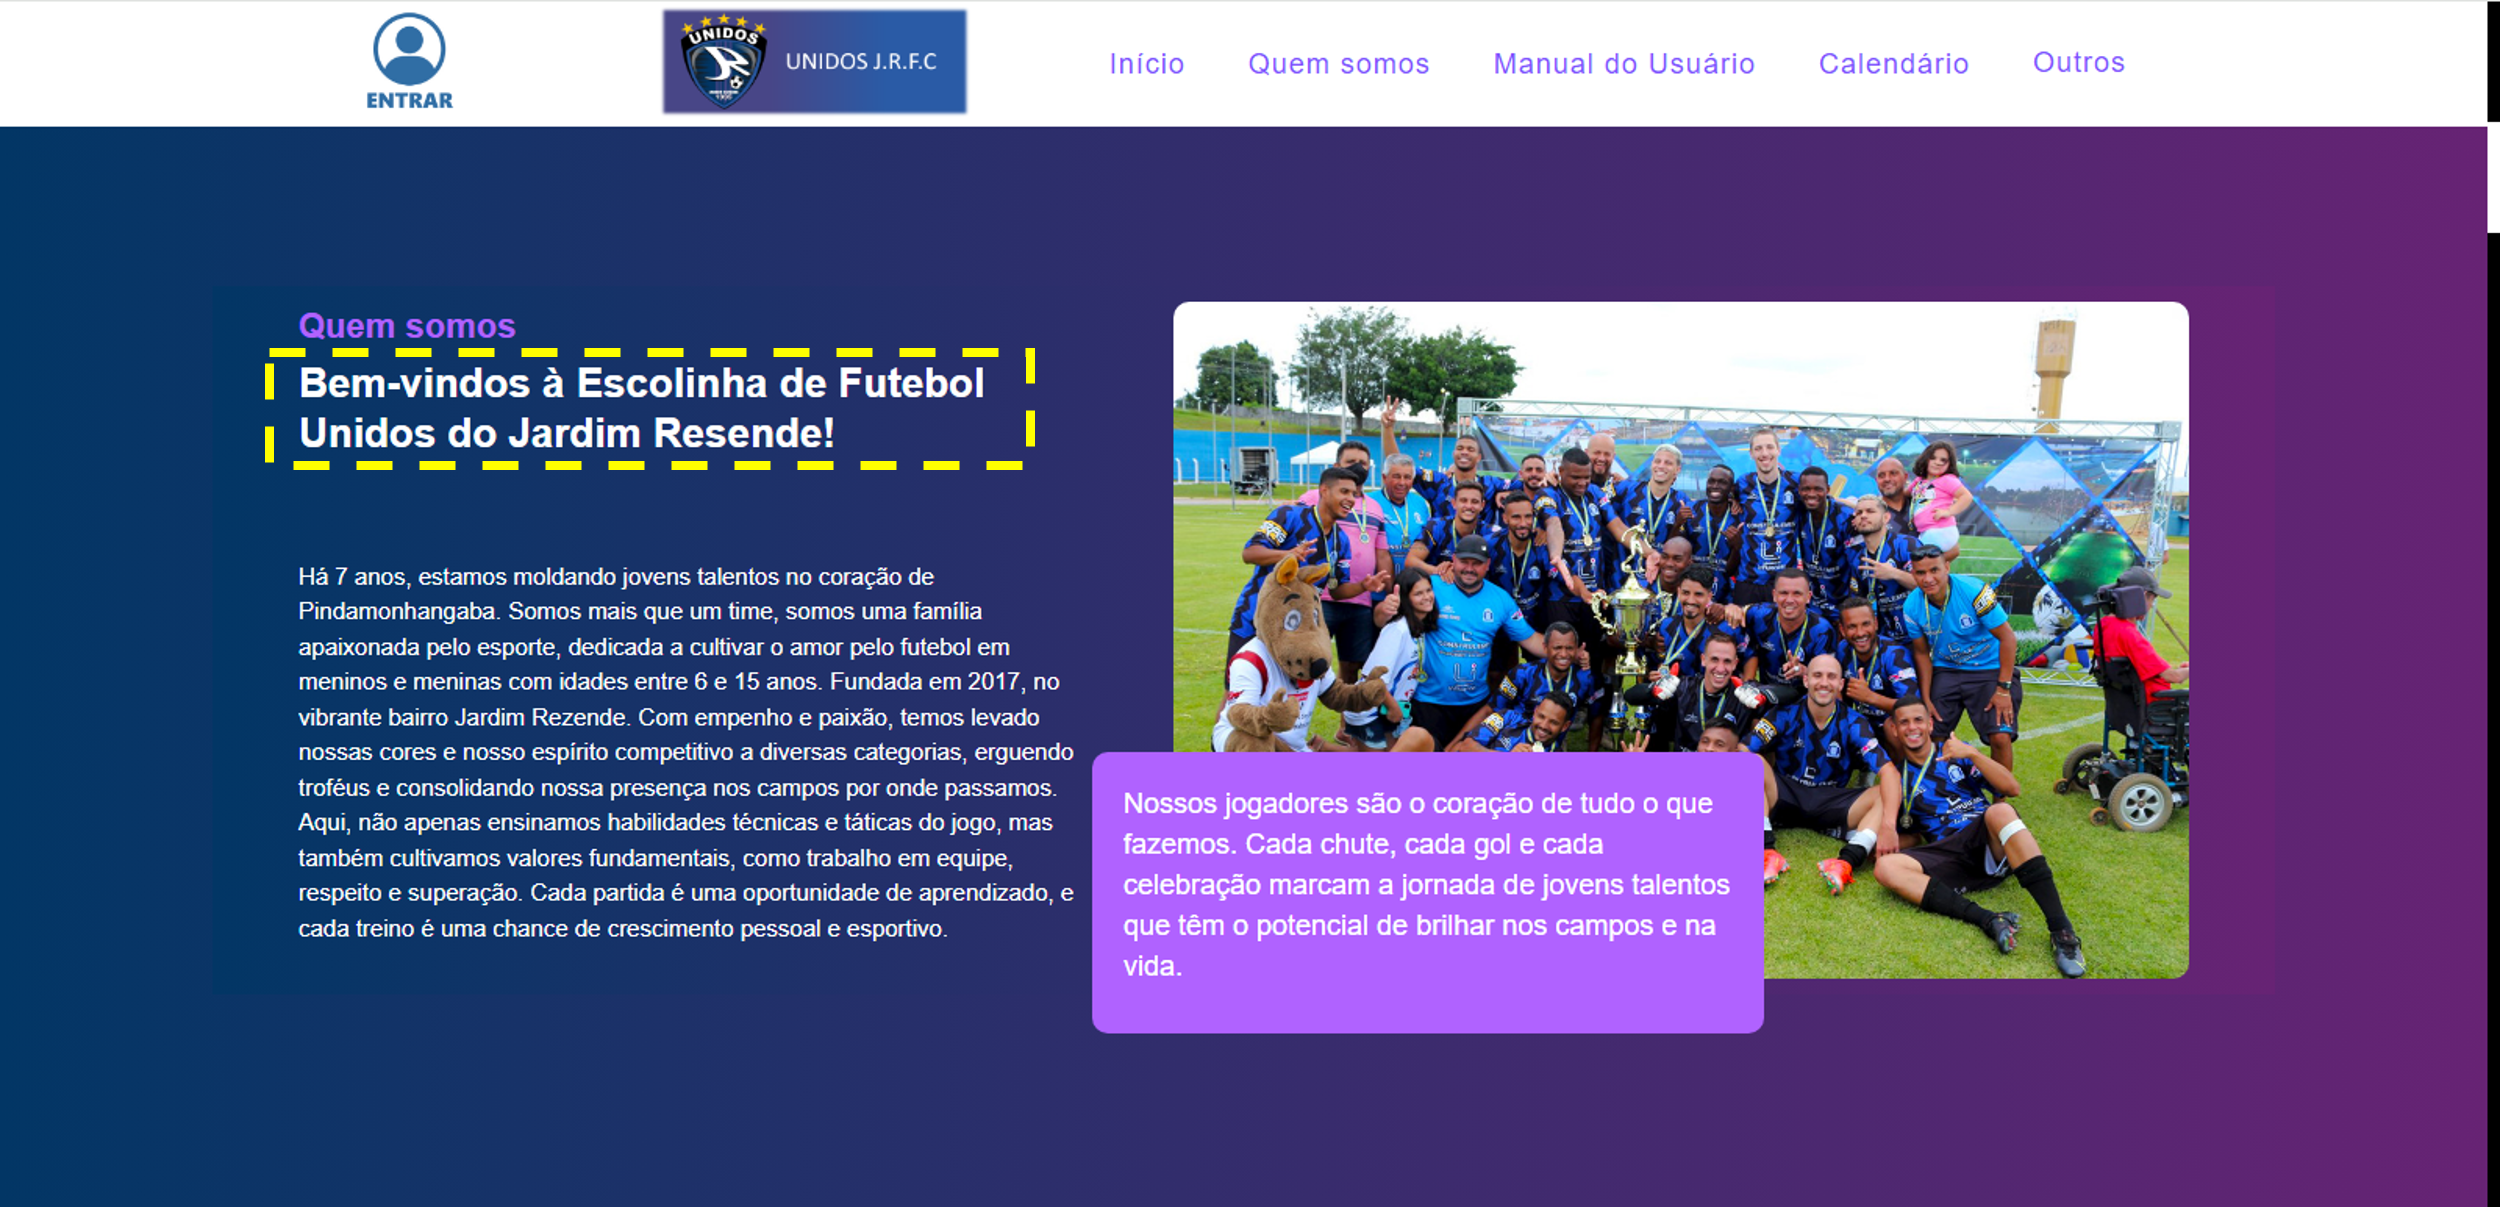 ENTRAR
UNIDOS
1900
UNIDOS J.R.F.C
Início
Quem somos
Manual do Usuário
Calendário
Outros
Quem somos
Bem-vindos à Escolinha de Futebol
Unidos do Jardim Resende!
Há 7 anos, estamos moldando jovens talentos no coração de
Pindamonhangaba. Somos mais que um time, somos uma família
apaixonada pelo esporte, dedicada a cultivar o amor pelo futebol em
meninos e meninas com idades entre 6 e 15 anos. Fundada em 2017, no
vibrante bairro Jardim Rezende. Com empenho e paixão, temos levado
nossas cores e nosso espírito competitivo a diversas categorias, erguendo
troféus e consolidando nossa presença nos campos por onde passamos.
Aqui, não apenas ensinamos habilidades técnicas e táticas do jogo, mas
também cultivamos valores fundamentais, como trabalho em equipe,
respeito e superação. Cada partida é uma oportunidade de aprendizado, e
cada treino é uma chance de crescimento pessoal e esportivo.
Nossos jogadores são o coração de tudo o que
fazemos. Cada chute, cada gol e cada
celebração marcam a jornada de jovens talentos
que têm o potencial de brilhar nos campos e na
vida.